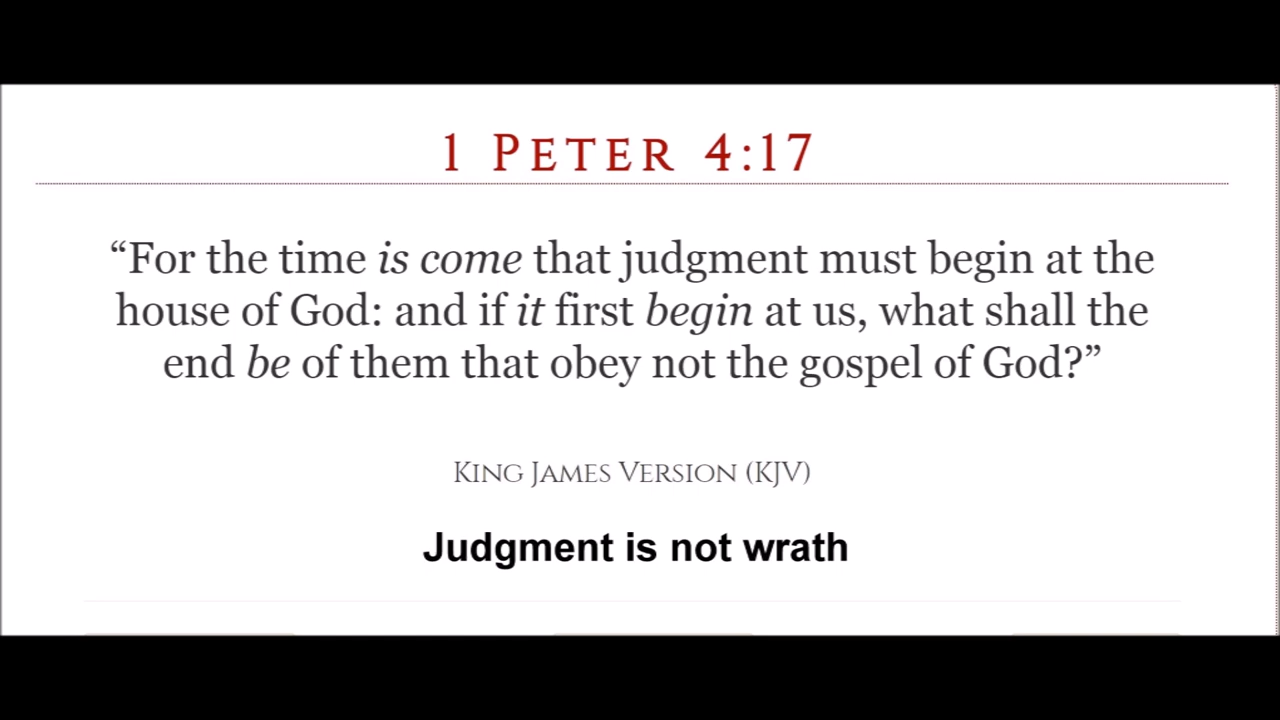 1 Peter 4:17
“For the time is come that judgment must begin at the
house of God: and if it first begin at us, what shall the
end be of them that obey not the gospel of God?”
King James Version (KJV)
Judgment is not wrath